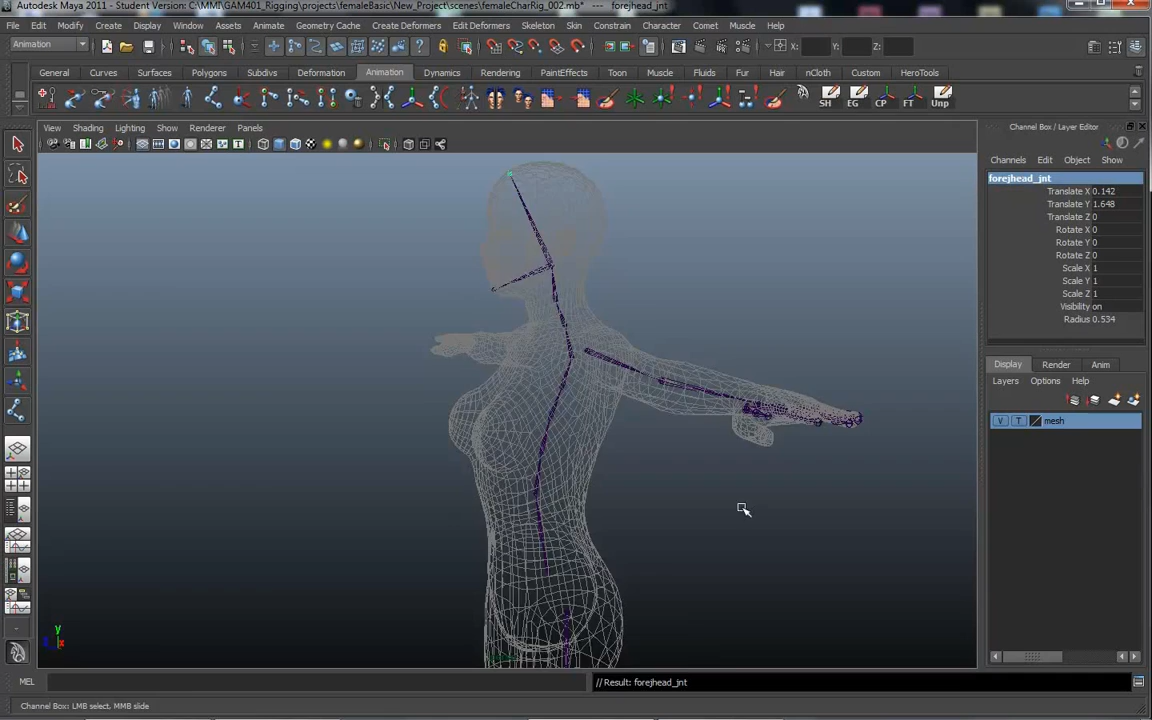 Autodesk Maya 2011 - Student Version: C:\MMI\GAM401_Rigging\projects\femaleBasic\New_Project\scenes\femaleCharRig_002.mb* --- forejhead_jnt
File Edit Modify Create Display Window Assets Animate Geometry Cache Create Deformers Edit Deformers Skeleton Skin Constrain Character Comet Muscle Help
Animation X: Y: Z:
General Curves Surfaces Polygons Subdivs Deformation Animation Dynamics Rendering PaintEffects Toon Muscle Fluids Fur Hair nCloth Custom HeroTools
SH EG CP FT Unp
View Shading Lighting Show Renderer Panels
Channel Box / Layer Editor
Channels Edit Object Show
forejhead_jnt
Translate X 0.142
Translate Y 1.648
Translate Z 0
Rotate X 0
Rotate Y 0
Rotate Z 0
Scale X 1
Scale Y 1
Scale Z 1
Visibility on
Radius 0.534
Display Render Anim
Layers Options Help
V T mesh
y
z x
MEL // Result: forejhead_jnt
Channel Box: LMB select, MMB slide